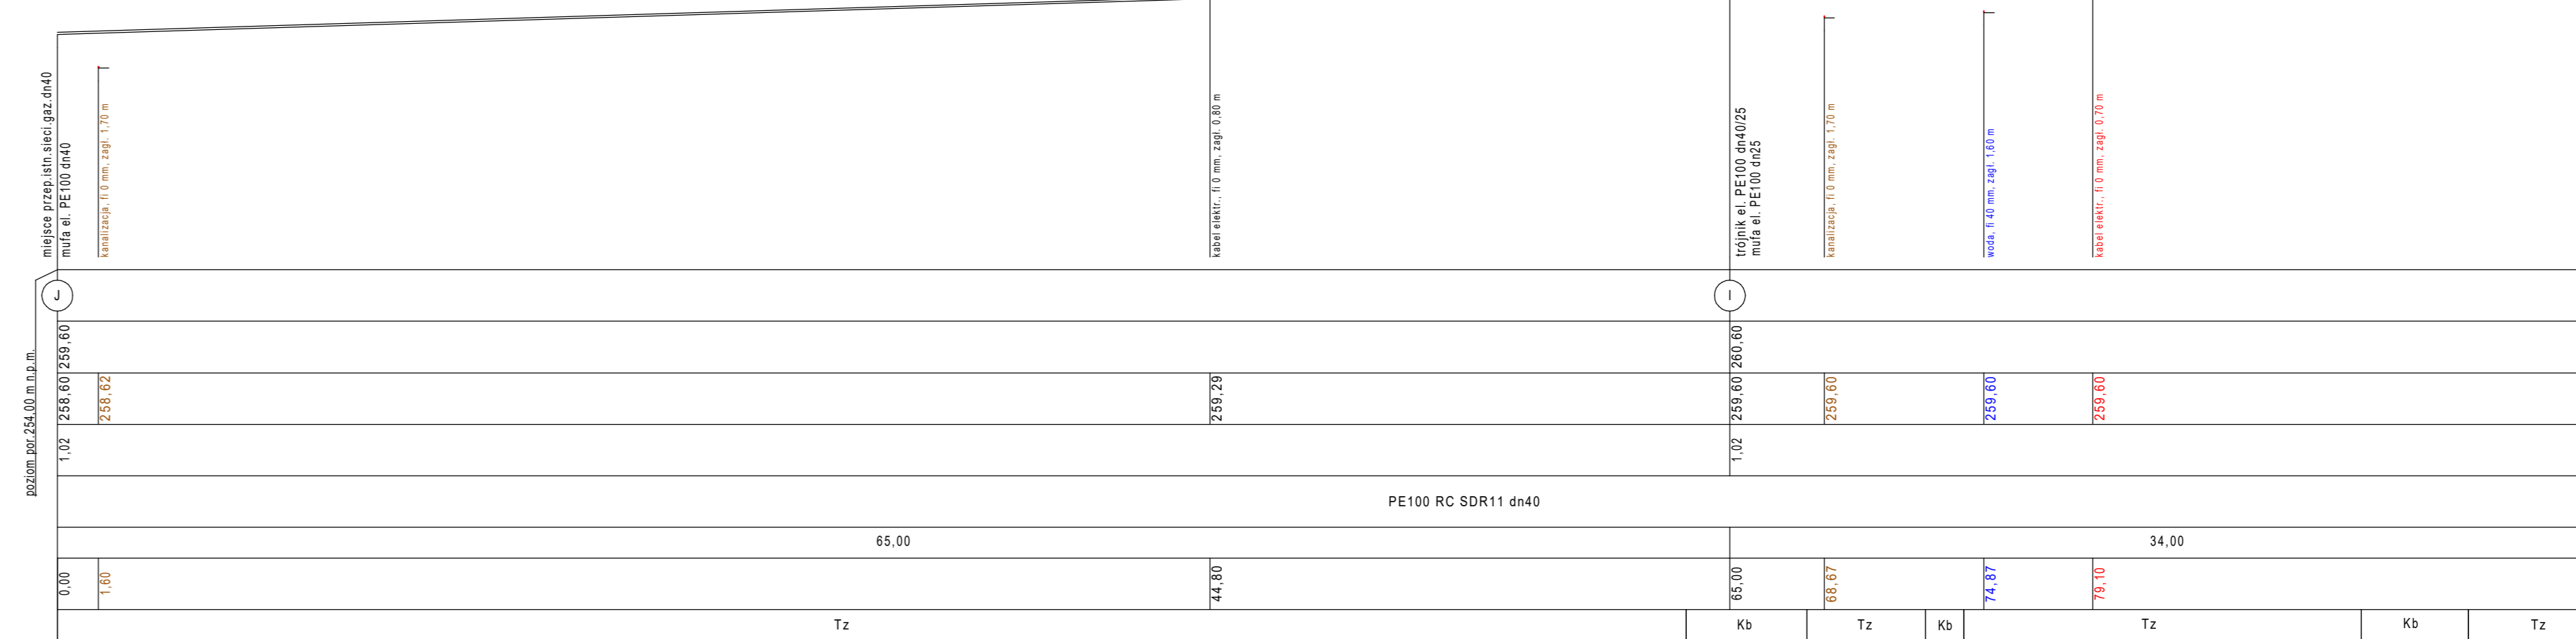 miejsce przep.istn.sieci.gaz.dn40
mufa el. PE100 dn40
kanalizacja, fi 0 mm, zagł. 1,70 m
kabel elektr., fi 0 mm, zagł. 0,80 m
trójnik el. PE100 dn40/25
mufa el. PE100 dn25
kanalizacja, fi 0 mm, zagł. 1,70 m
woda, fi 40 mm, zagł. 1,60 m
kabel elektr., fi 0 mm, zagł. 0,70 m
J
I
poziom por.254,00 m n.p.m.
259,60
260,60
258,60
258,62
259,29
259,60
259,60
259,60
259,60
1,02
1,02
PE100 RC SDR11 dn40
65,00
34,00
0,00
1,60
44,80
65,00
68,67
74,87
79,10
Tz
Kb
Tz
Kb
Tz
Kb
Tz